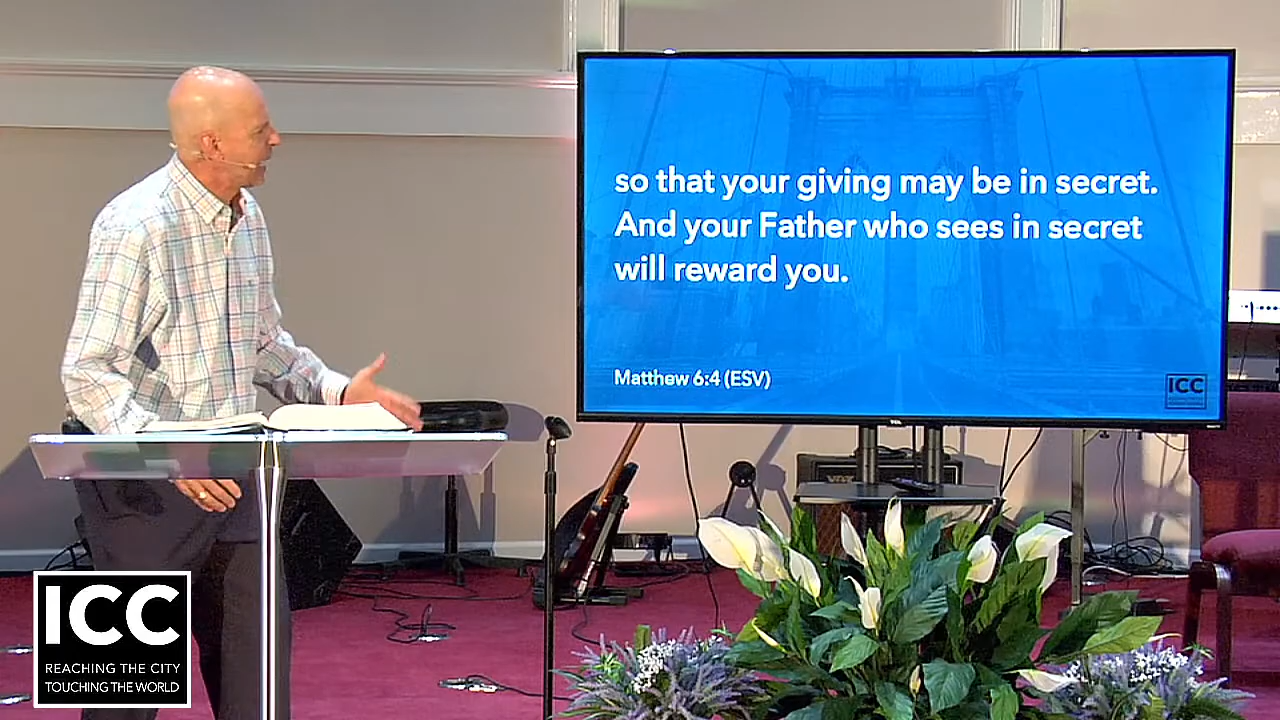 so that your giving may be in secret.
And your Father who sees in secret
will reward you.
Matthew 6:4 (ESV)
ICC
ICC
REACHING THE CITY
TOUCHING THE WORLD